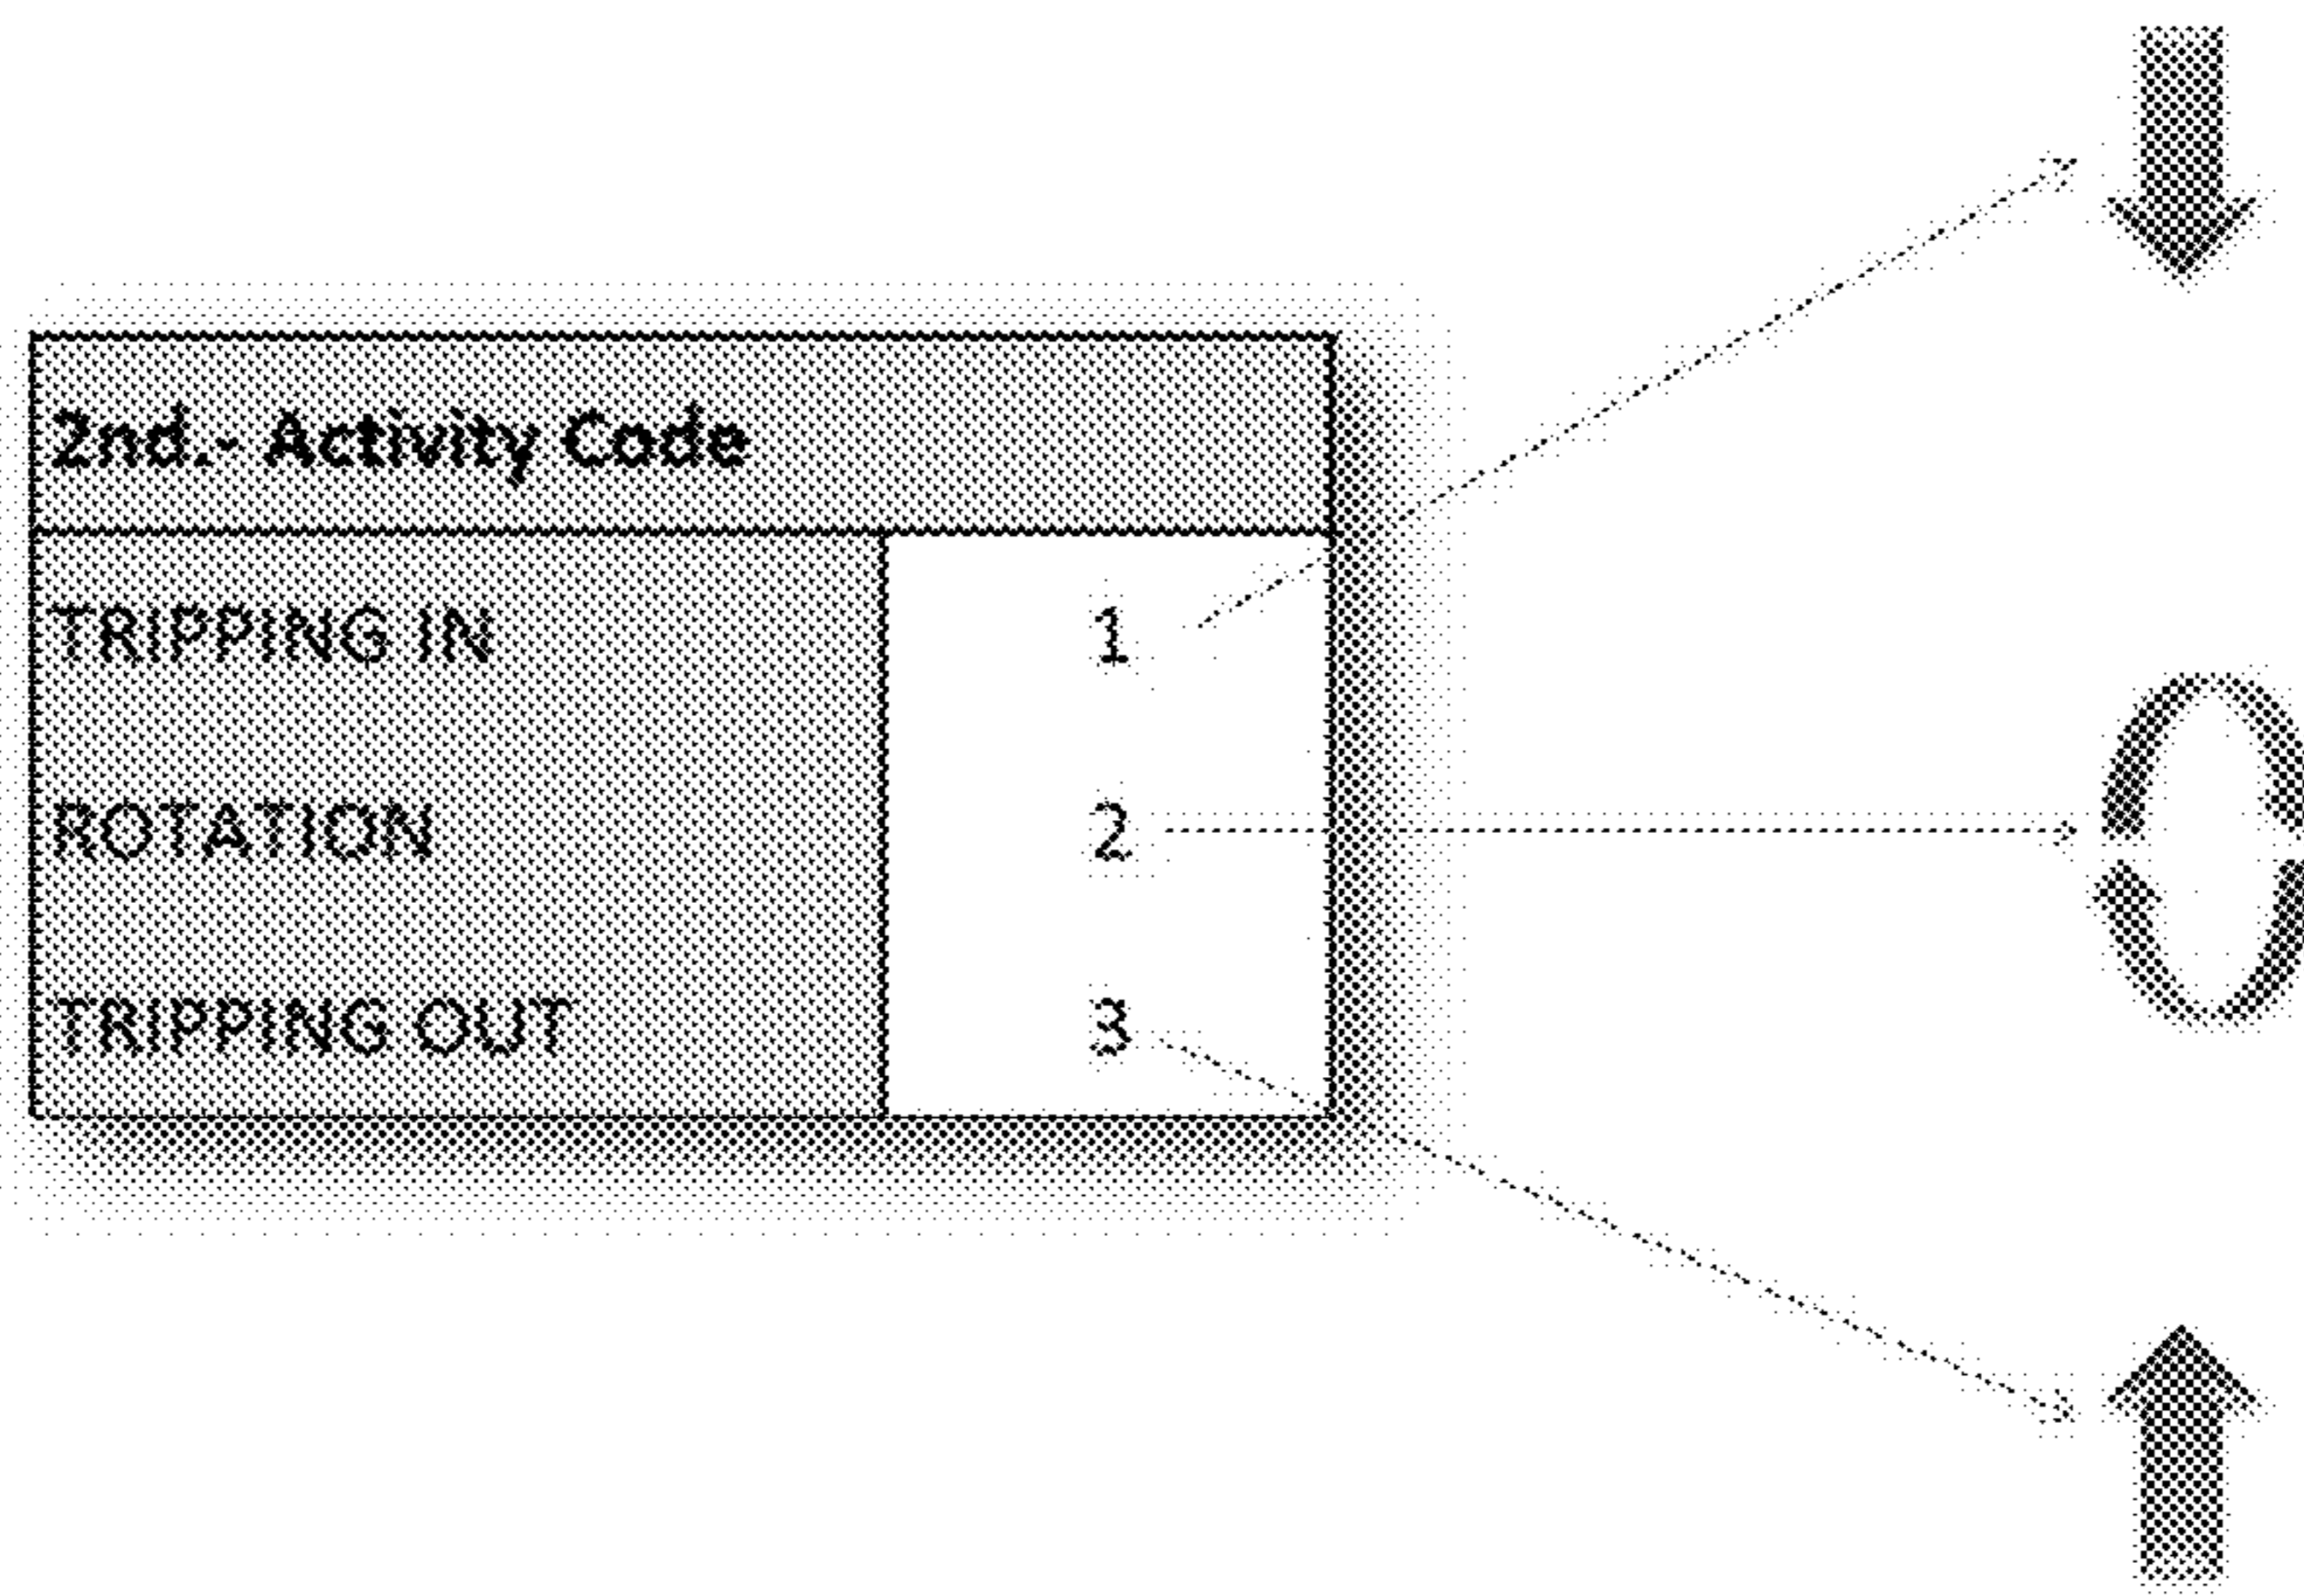 2nd.- Activity Code
TRIPPING IN 1
ROTATION 2
TRIPPING OUT 3